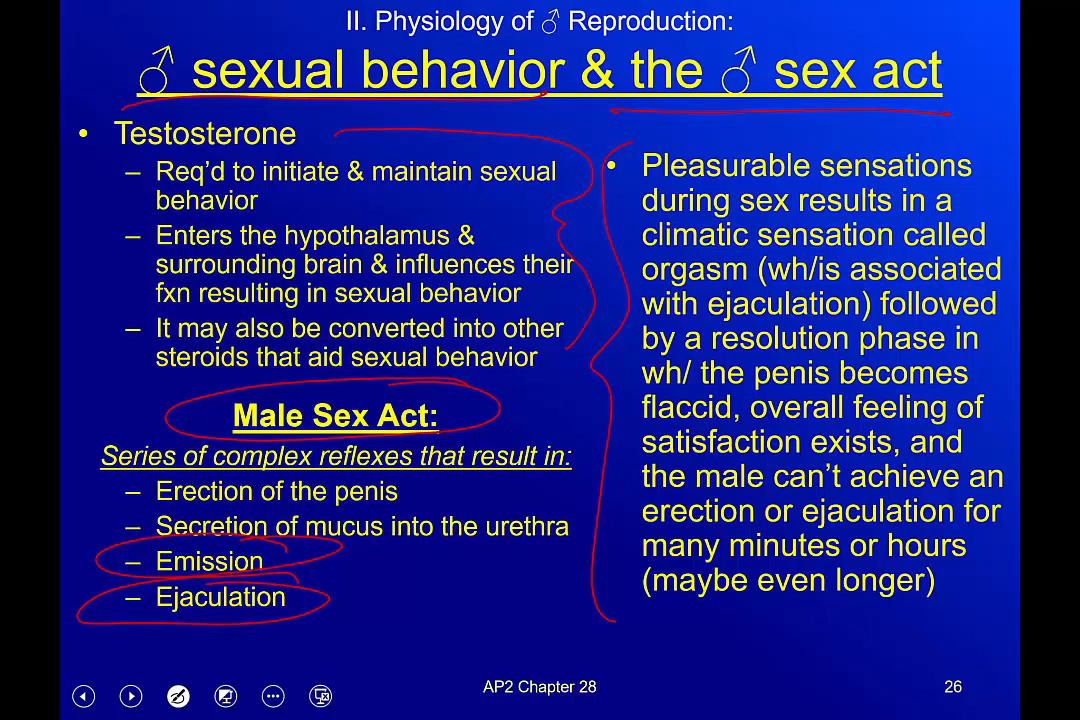 II. Physiology of ♂ Reproduction:
♂ sexual behavior & the ♂ sex act
• Testosterone
– Req’d to initiate & maintain sexual
behavior
– Enters the hypothalamus &
surrounding brain & influences their
fxn resulting in sexual behavior
– It may also be converted into other
steroids that aid sexual behavior
Male Sex Act:
Series of complex reflexes that result in:
– Erection of the penis
– Secretion of mucus into the urethra
– Emission
– Ejaculation
• Pleasurable sensations
during sex results in a
climatic sensation called
orgasm (wh/is associated
with ejaculation) followed
by a resolution phase in
wh/ the penis becomes
flaccid, overall feeling of
satisfaction exists, and
the male can’t achieve an
erection or ejaculation for
many minutes or hours
(maybe even longer)
AP2 Chapter 28
26